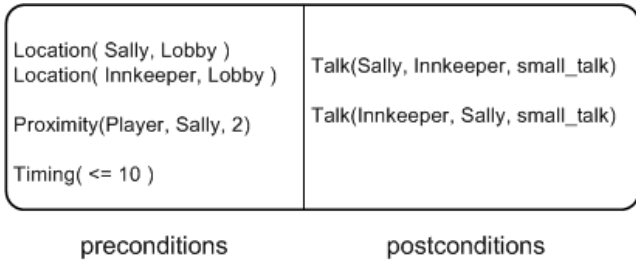 Location( Sally, Lobby )
Location( Innkeeper, Lobby )
Proximity(Player, Sally, 2)
Timing( <= 10 )
Talk(Sally, Innkeeper, small_talk)
Talk(Innkeeper, Sally, small_talk)
preconditions
postconditions